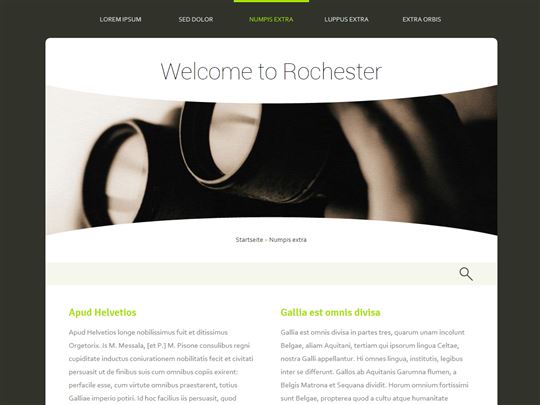 LOREM IPSUM SED DOLOR NUMPIS EXTRA LUPPUS EXTRA EXTRA ORBIS
Welcome to Rochester
Startseite » Numpis extra
Apud Helvetios
Apud Helvetios longe nobilissimus fuit et ditissimus
Orgetorix. Is M. Messala, [et P.] M. Pisone consulibus regni
cupiditate inductus coniurationem nobilitatis fecit et civitati
persuasit ut de finibus suis cum omnibus copiis exirent:
perfacile esse, cum virtute omnibus praestarent, totius
Galliae imperio potiri. Id hoc facilius iis persuasit, quod
Gallia est omnis divisa
Gallia est omnis divisa in partes tres, quarum unam incolunt
Belgae, aliam Aquitani, tertiam qui ipsorum lingua Celtae,
nostra Galli appellantur. Hi omnes lingua, institutis, legibus
inter se differunt. Gallos ab Aquitanis Garumna flumen, a
Belgis Matrona et Sequana dividit. Horum omnium fortissimi
sunt Belgae, propterea quod a cultu atque humanitate